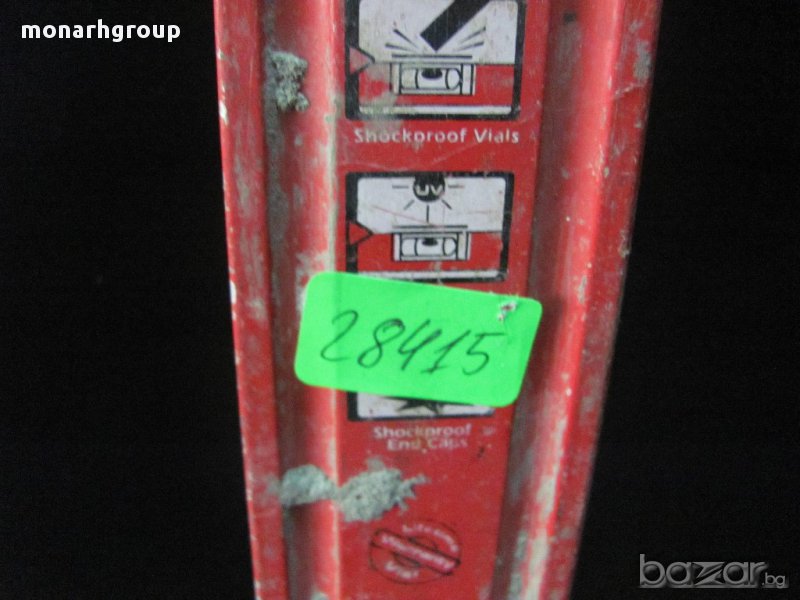 monarhgroup
Shockproof Vials
UV
28415
Shockproof
End Caps
bazar.bg